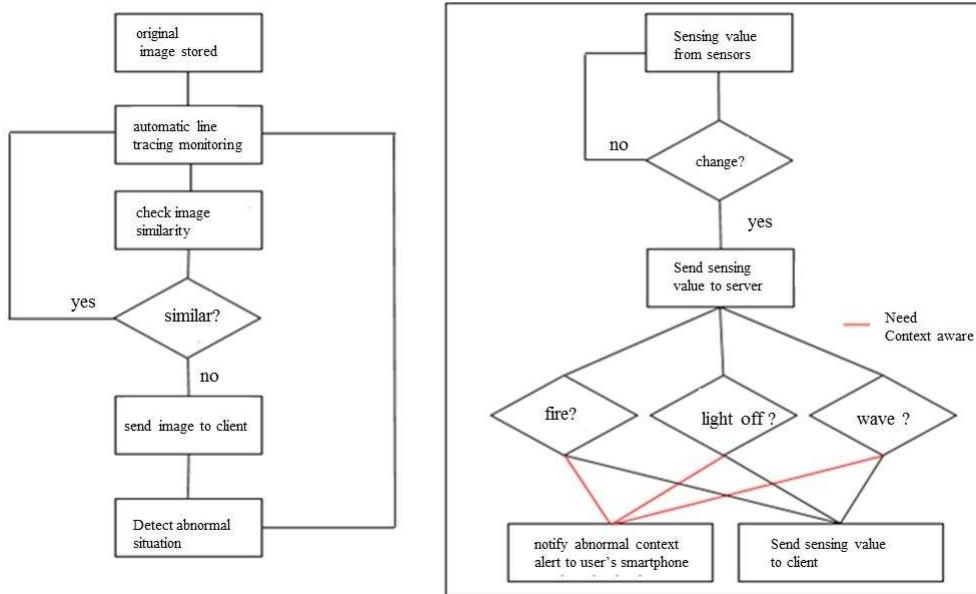 original
image stored
automatic line
tracing monitoring
check image
similarity
yes
similar?
no
send image to client
Detect abnormal
situation
Sensing value
from sensors
no
change?
yes
Send sensing
value to server
Need
Context aware
fire?
light off ?
wave ?
notify abnormal context
alert to user's smartphone
Send sensing value
to client